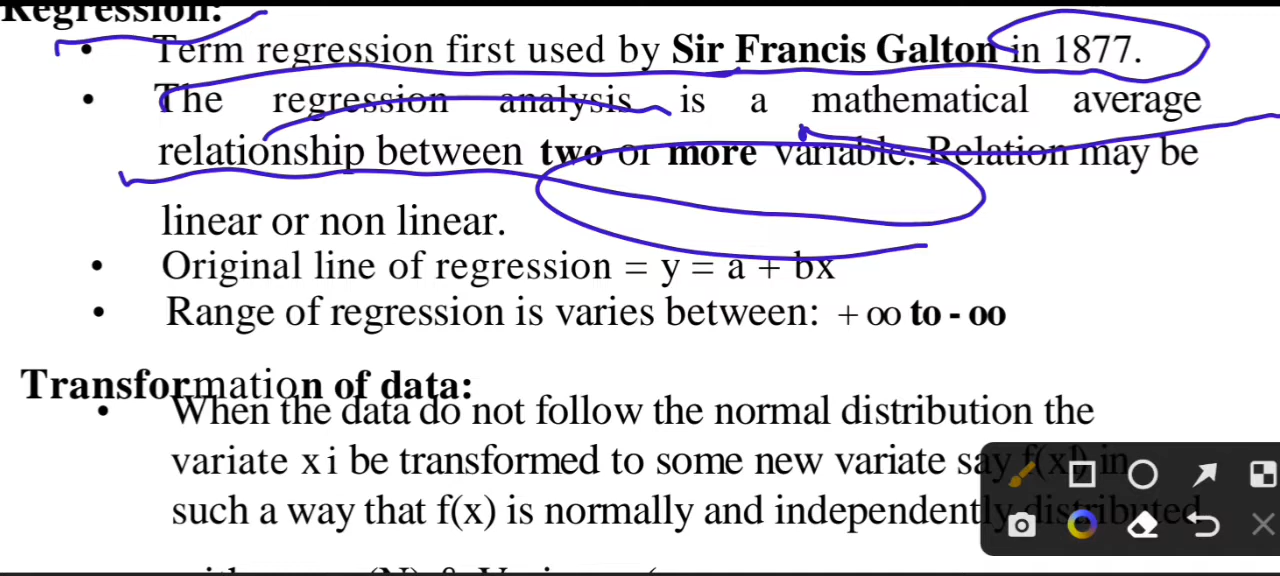 Regression:
• Term regression first used by Sir Francis Galton in 1877.
• The regression analysis is a mathematical average
relationship between two or more variable. Relation may be
linear or non linear.
• Original line of regression = y = a + bx
• Range of regression is varies between: + ∞ to - ∞
Transformation of data:
• When the data do not follow the normal distribution the
variate x i be transformed to some new variate say f(x) in
such a way that f(x) is normally and independently distributed